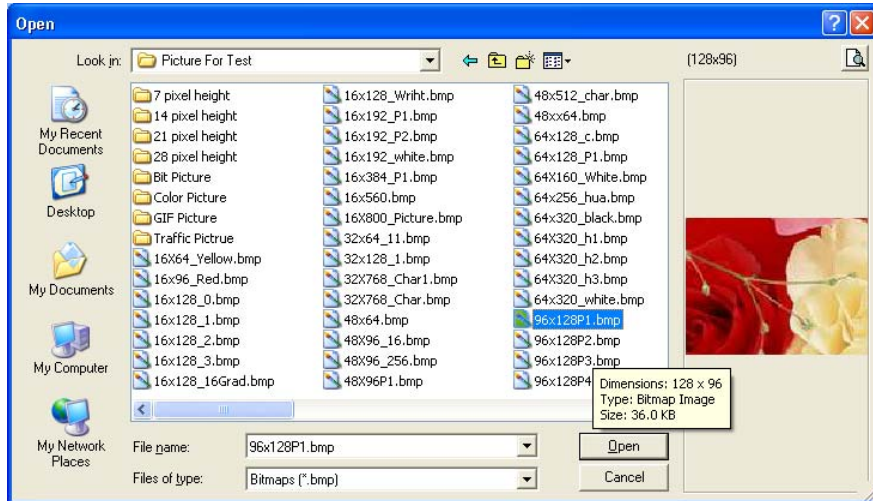 Open
Look in:
Picture For Test
(128x96)
My Recent
Documents
Desktop
My Documents
My Computer
My Network
Places
7 pixel height
14 pixel height
21 pixel height
28 pixel height
Bit Picture
Color Picture
GIF Picture
Traffic Pictrue
16X64_Yellow.bmp
16x96_Red.bmp
16x128_0.bmp
16x128_1.bmp
16x128_2.bmp
16x128_3.bmp
16x128_16Grad.bmp
16x128_Wriht.bmp
16x192_P1.bmp
16x192_P2.bmp
16x192_white.bmp
16x384_P1.bmp
16x560.bmp
16X800_Picture.bmp
32x64_11.bmp
32x128_1.bmp
32X768_Char1.bmp
32X768_Char.bmp
48x64.bmp
48X96_16.bmp
48X96_256.bmp
48X96P1.bmp
48x512_char.bmp
48xx64.bmp
64x128_c.bmp
64x128_P1.bmp
64X160_White.bmp
64x256_hua.bmp
64x320_black.bmp
64X320_h1.bmp
64X320_h2.bmp
64X320_h3.bmp
64x320_white.bmp
96x128P1.bmp
96x128P2.bmp
96x128P3.bmp
96x128P4
Dimensions: 128 x 96
Type: Bitmap Image
Size: 36.0 KB
File name:
96x128P1.bmp
Open
Files of type:
Bitmaps (*.bmp)
Cancel